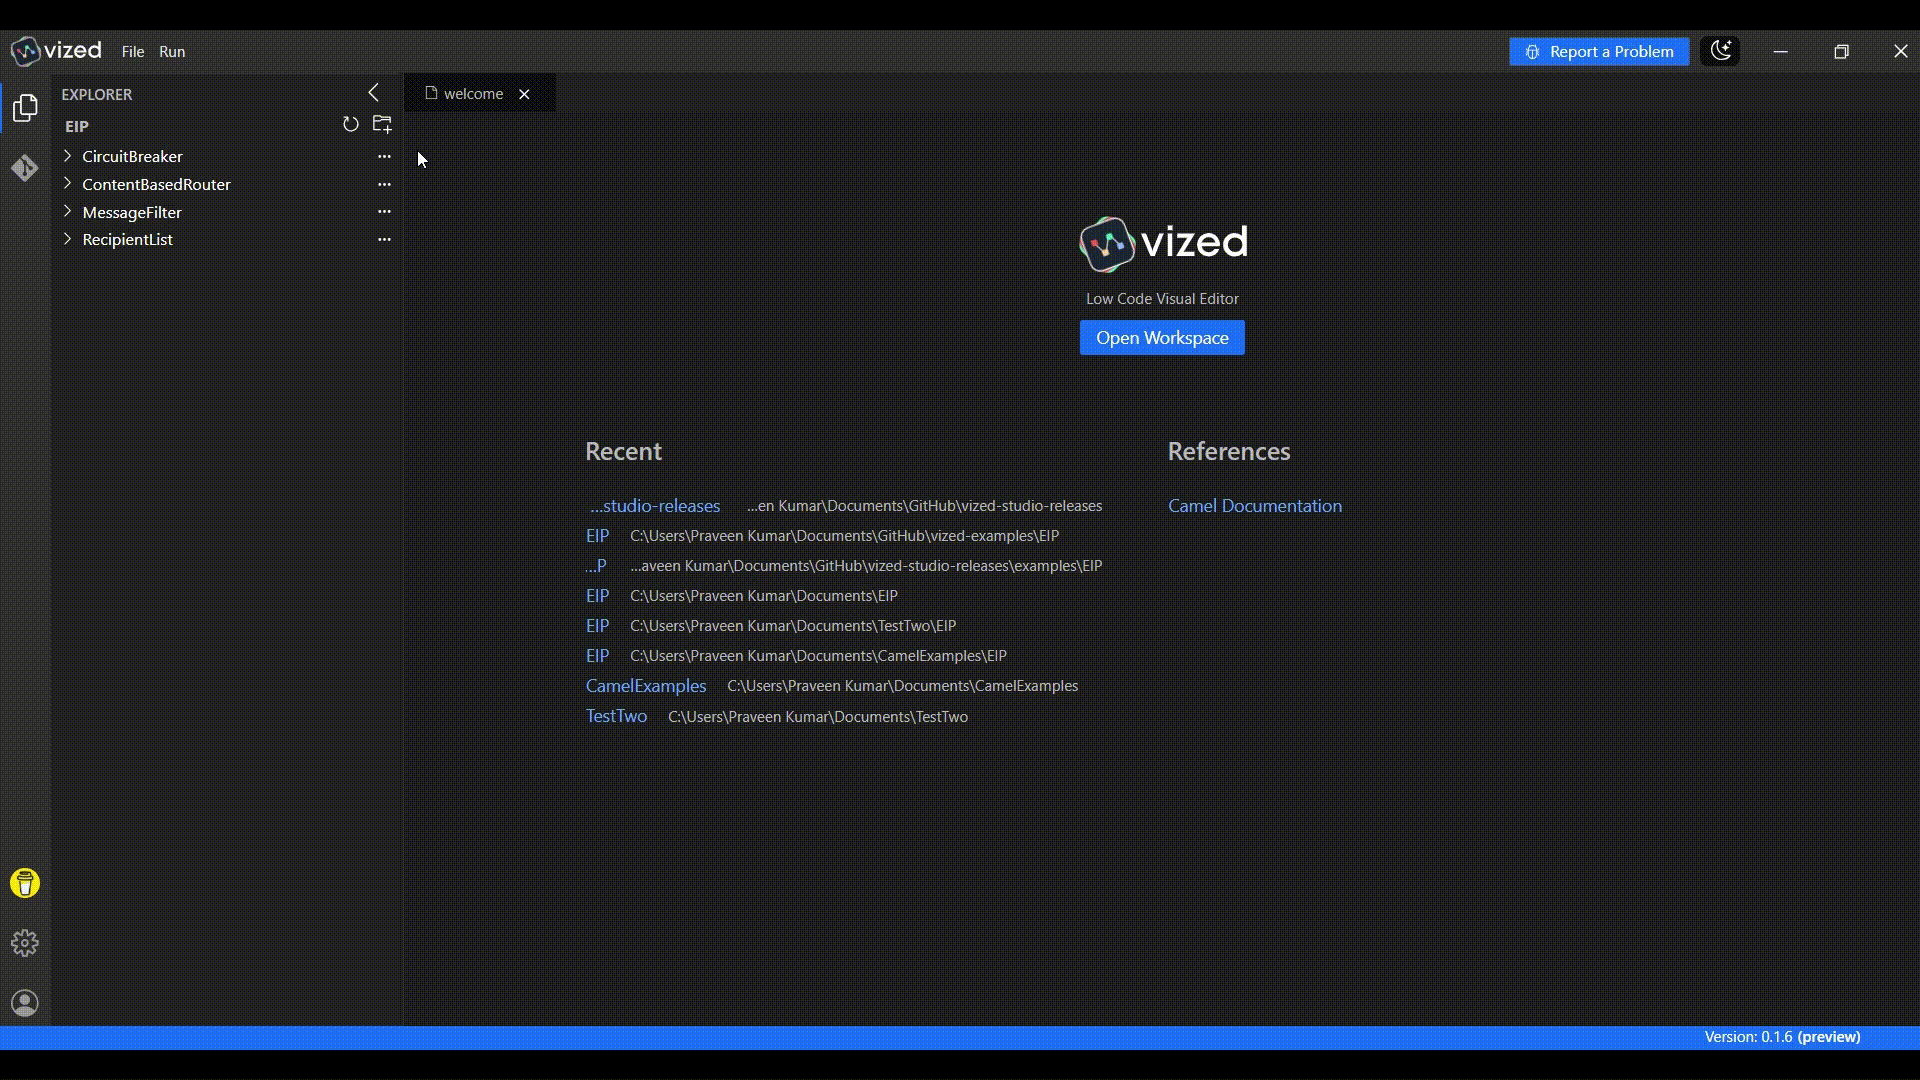 vized File Run Report a Problem
EXPLORER
EIP
CircuitBreaker ...
ContentBasedRouter ...
MessageFilter ...
RecipientList ...
welcome
vized
Low Code Visual Editor
Open Workspace
Recent
...studio-releases ...en Kumar\Documents\GitHub\vized-studio-releases
EIP C:\Users\Praveen Kumar\Documents\GitHub\vized-examples\EIP
...P ...aveen Kumar\Documents\GitHub\vized-studio-releases\examples\EIP
EIP C:\Users\Praveen Kumar\Documents\EIP
EIP C:\Users\Praveen Kumar\Documents\TestTwo\EIP
EIP C:\Users\Praveen Kumar\Documents\CamelExamples\EIP
CamelExamples C:\Users\Praveen Kumar\Documents\CamelExamples
TestTwo C:\Users\Praveen Kumar\Documents\TestTwo
References
Camel Documentation
Version: 0.1.6 (preview)